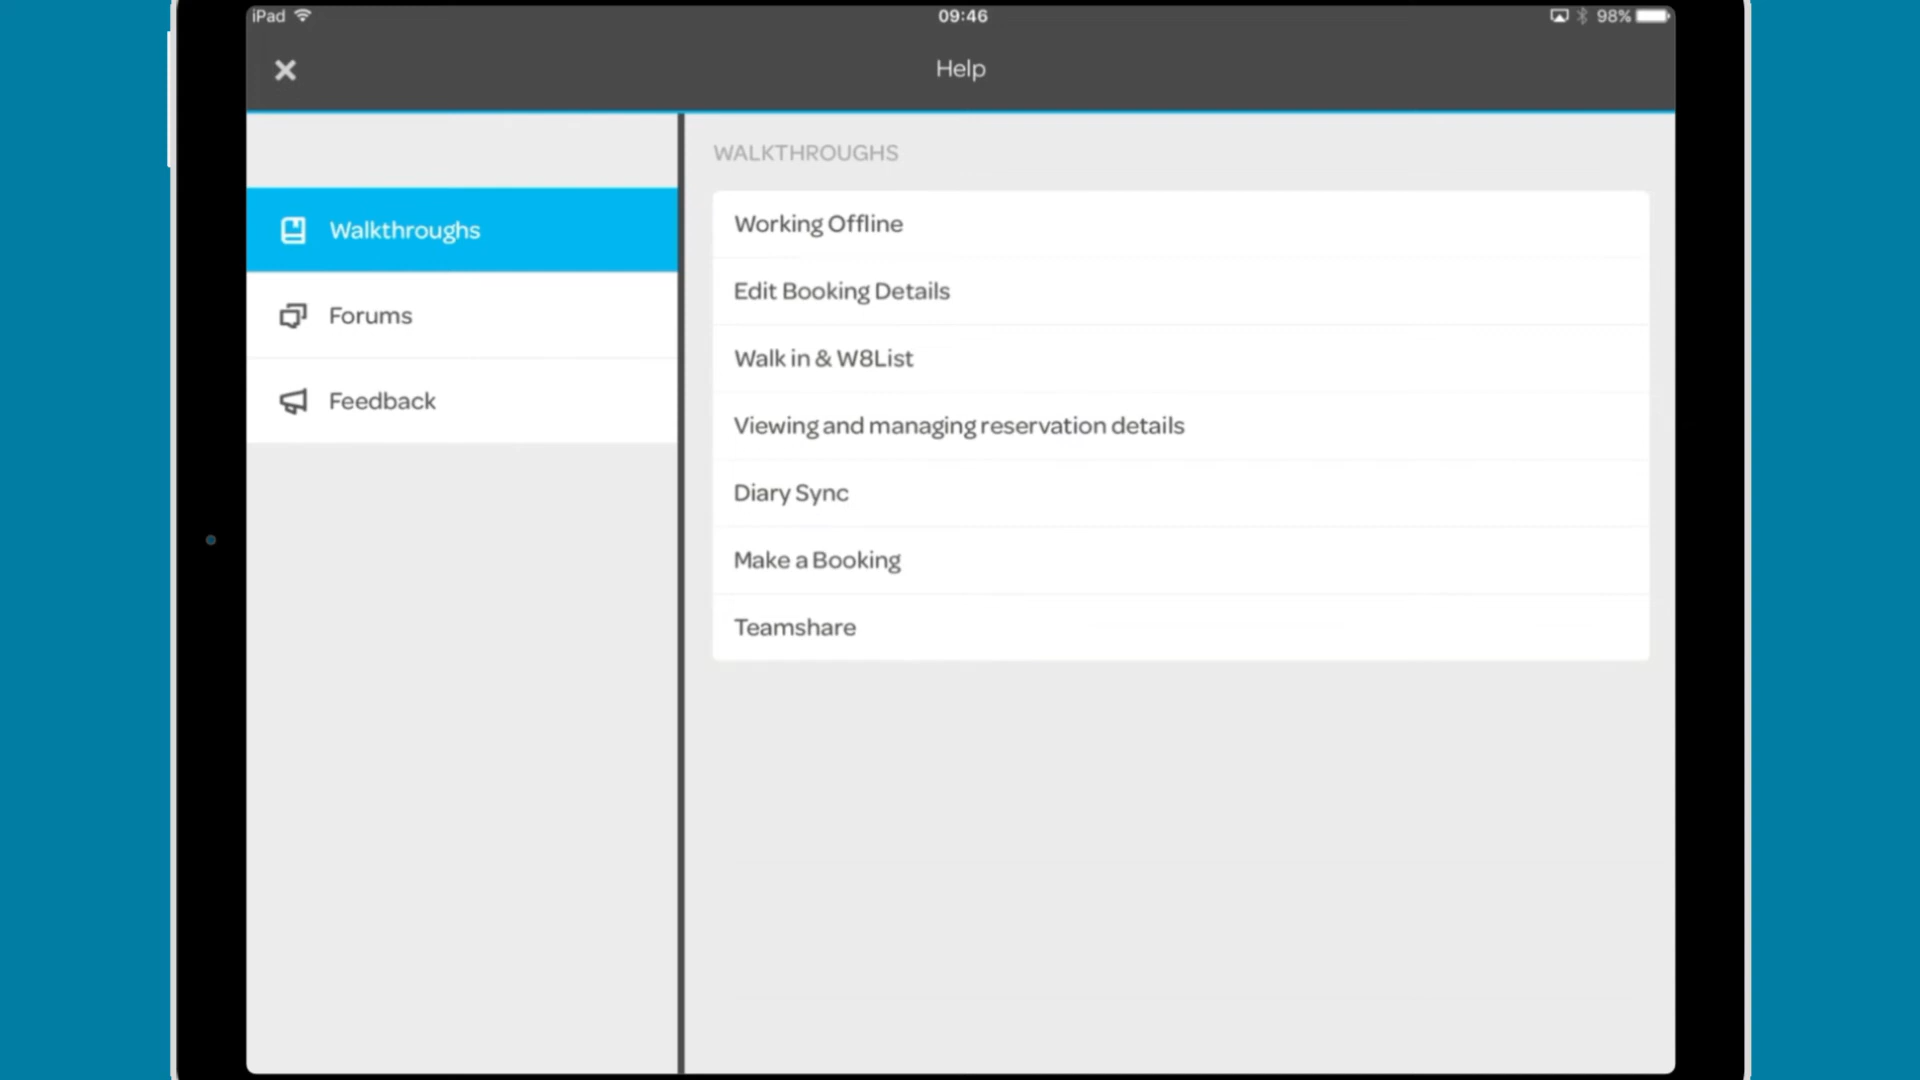 iPad
09:46
98%
Help
Walkthroughs
Forums
Feedback
WALKTHROUGHS
Working Offline
Edit Booking Details
Walk in & W8List
Viewing and managing reservation details
Diary Sync
Make a Booking
Teamshare